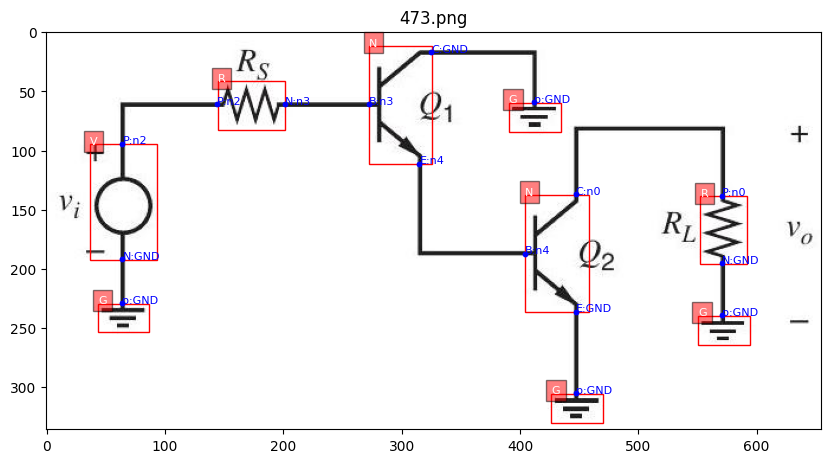 473.png
0
50
100
150
200
250
300
0
100
200
300
400
500
600
N
C:GND
R_S
R
P:n2
N:n3
B:n3
Q_1
G
p:GND
V
P:n2
+
E:n4
v_i
−
N:GND
G
p:GND
N
C:n0
B:n4
Q_2
E:GND
G
p:GND
R
P:n0
R_L
N:GND
G
p:GND
+
v_o
−